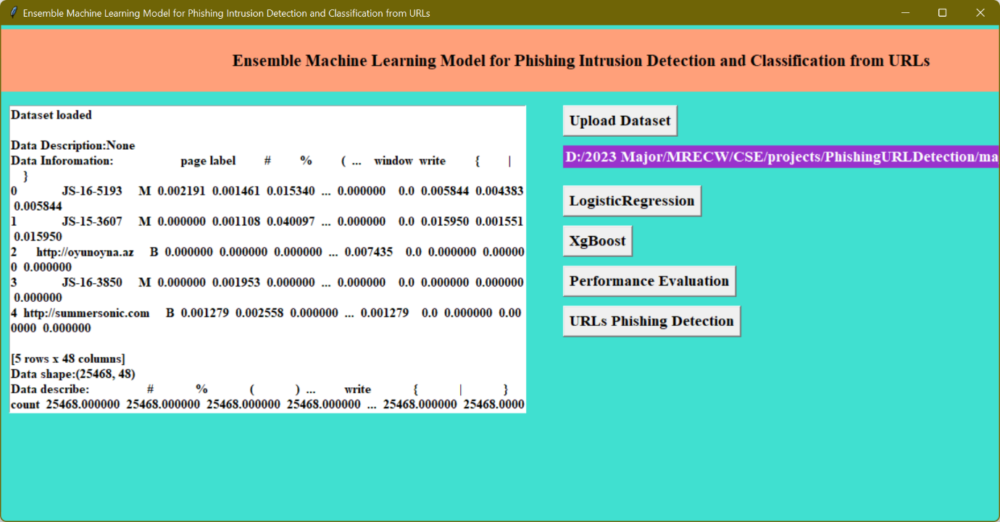 Ensemble Machine Learning Model for Phishing Intrusion Detection and Classification from URLs
Ensemble Machine Learning Model for Phishing Intrusion Detection and Classification from URLs
Dataset loaded
Data Description:None
Data Inforomation: page label # % ( ... window write { |
}
0 JS-16-5193 M 0.002191 0.001461 0.015340 ... 0.000000 0.0 0.005844 0.004383
0.005844
1 JS-15-3607 M 0.000000 0.001108 0.040097 ... 0.000000 0.0 0.015950 0.001551
0.015950
2 http://oyunoyna.az B 0.000000 0.000000 0.000000 ... 0.007435 0.0 0.000000 0.00000
0 0.000000
3 JS-16-3850 M 0.000000 0.001953 0.000000 ... 0.000000 0.0 0.000000 0.000000
0.000000
4 http://summersonic.com B 0.001279 0.002558 0.000000 ... 0.001279 0.0 0.000000 0.00
0000 0.000000
[5 rows x 48 columns]
Data shape:(25468, 48)
Data describe: # % ( ) ... write { | }
count 25468.000000 25468.000000 25468.000000 25468.000000 ... 25468.000000 25468.0000
Upload Dataset
D:/2023 Major/MRECW/CSE/projects/PhishingURLDetection/ma
LogisticRegression
XgBoost
Performance Evaluation
URLs Phishing Detection